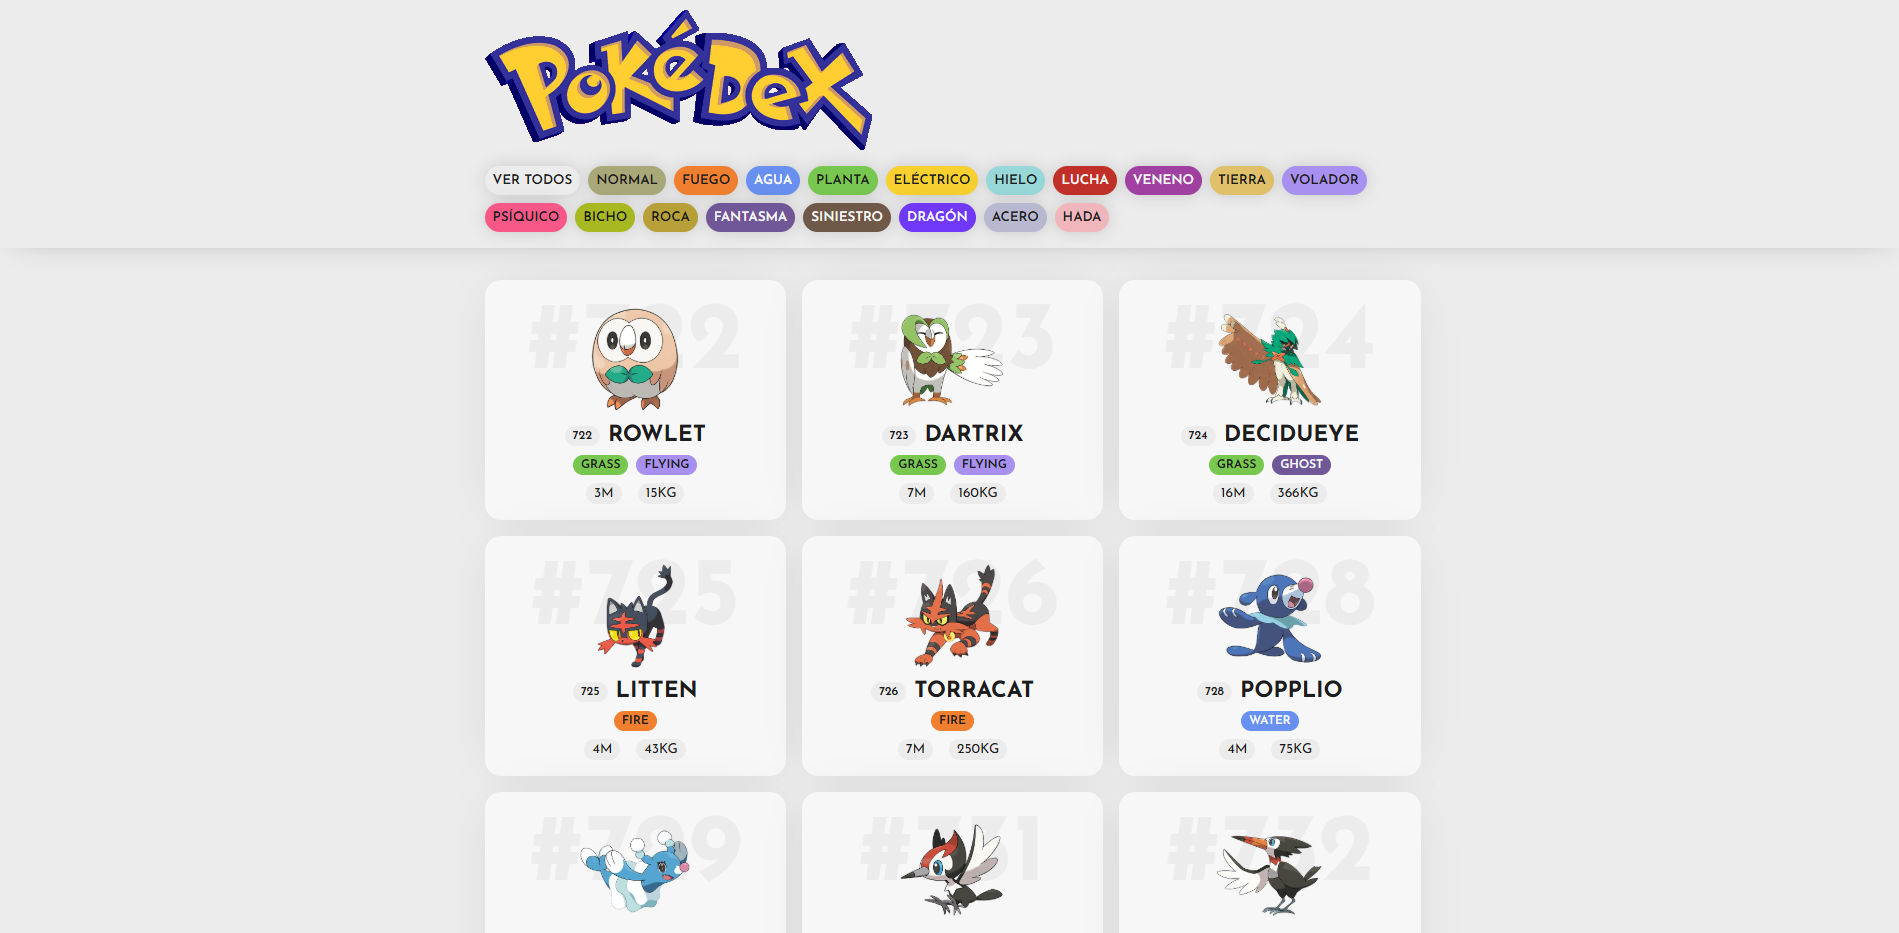 PoKéDeX
VER TODOS NORMAL FUEGO AGUA PLANTA ELÉCTRICO HIELO LUCHA VENENO TIERRA VOLADOR
PSÍQUICO BICHO ROCA FANTASMA SINIESTRO DRAGÓN ACERO HADA
#722
722 ROWLET
GRASS FLYING
3M 15KG
#723
723 DARTRIX
GRASS FLYING
7M 160KG
#724
724 DECIDUEYE
GRASS GHOST
16M 366KG
#725
725 LITTEN
FIRE
4M 43KG
#726
726 TORRACAT
FIRE
7M 250KG
#728
728 POPPLIO
WATER
4M 75KG
#729
#731
#732